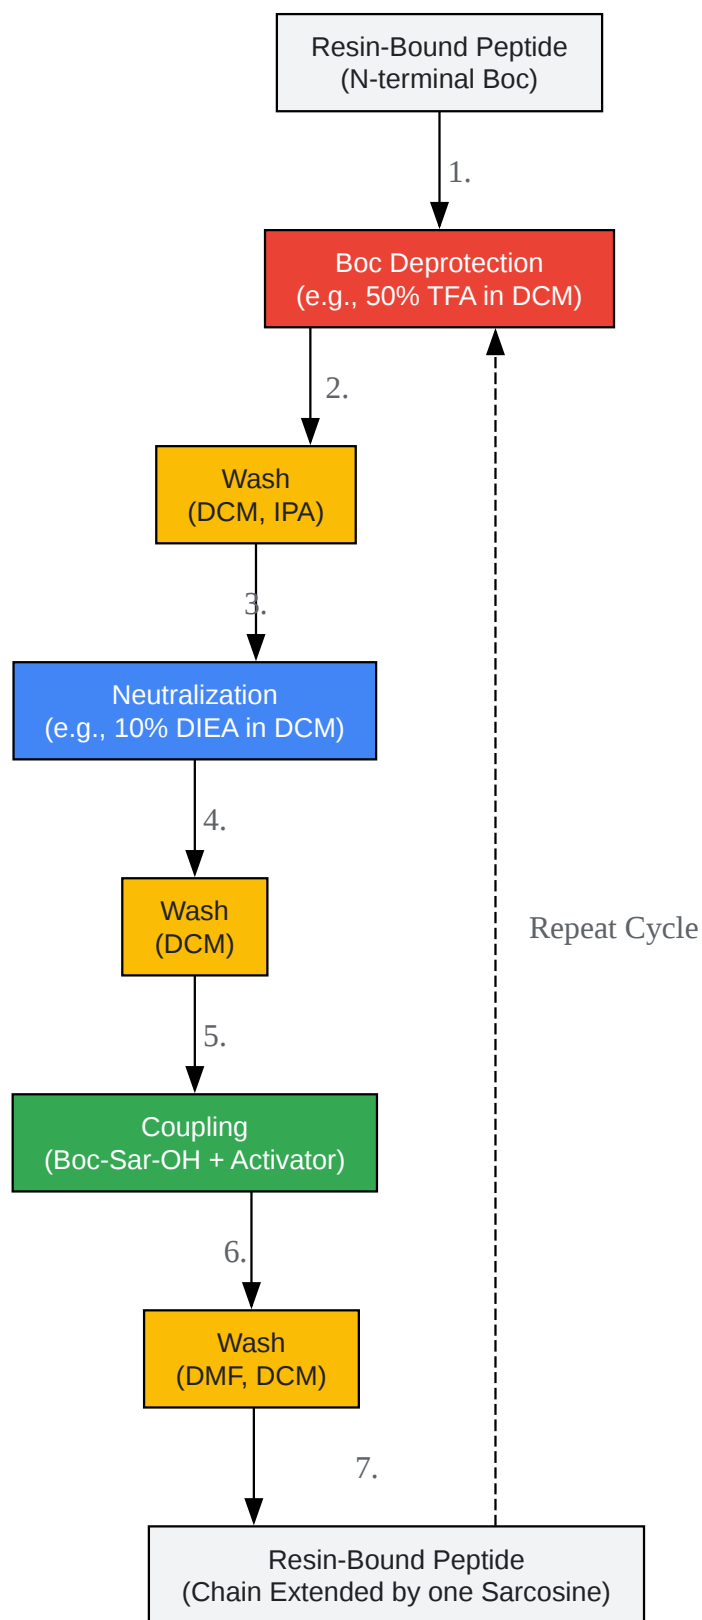 Resin-Bound Peptide
(N-terminal Boc)
1.
Boc Deprotection
(e.g., 50% TFA in DCM)
2.
Wash
(DCM, IPA)
3.
Neutralization
(e.g., 10% DIEA in DCM)
4.
Wash
(DCM)
Repeat Cycle
5.
Coupling
(Boc-Sar-OH + Activator)
6.
Wash
(DMF, DCM)
7.
Resin-Bound Peptide
(Chain Extended by one Sarcosine)